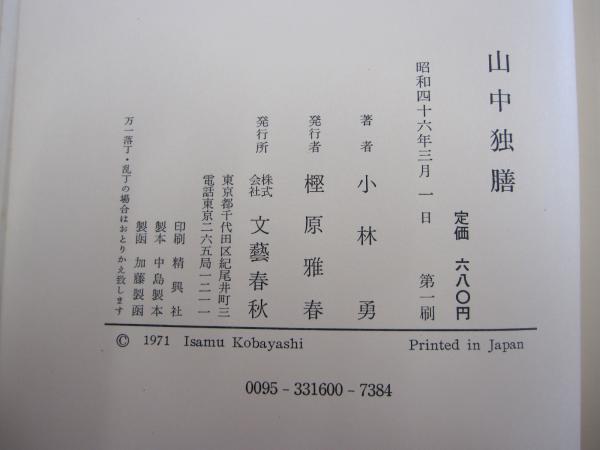 山中独膳
定価 六八〇円
昭和四十六年三月一日 第一刷
著者 小林勇
発行者 樫原雅春
発行所 株式会社 文藝春秋
東京都千代田区紀尾井町三
電話東京二六五局一二一一
印刷 精興社
製本 中島製本
製函 加藤製函
万一落丁・乱丁の場合はおとりかえ致します
© 1971 Isamu Kobayashi Printed in Japan
0095-331600-7384